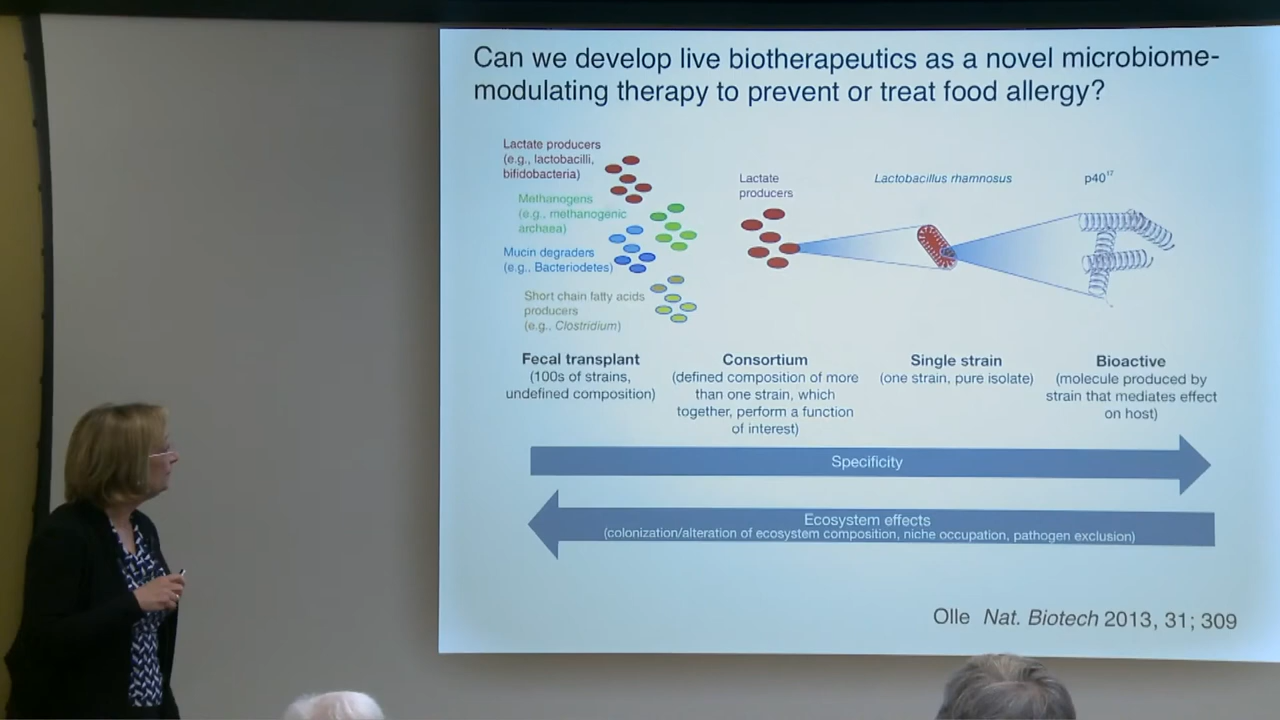 Can we develop live biotherapeutics as a novel microbiome-
modulating therapy to prevent or treat food allergy?
Lactate producers
(e.g., lactobacilli,
bifidobacteria)
Methanogens
(e.g., methanogenic
archaea)
Mucin degraders
(e.g., Bacteriodetes)
Short chain fatty acids
producers
(e.g., Clostridium)
Lactate
producers
Lactobacillus rhamnosus
p40¹⁷
Fecal transplant
(100s of strains,
undefined composition)
Consortium
(defined composition of more
than one strain, which
together, perform a function
of interest)
Single strain
(one strain, pure isolate)
Bioactive
(molecule produced by
strain that mediates effect
on host)
Specificity
Ecosystem effects
(colonization/alteration of ecosystem composition, niche occupation, pathogen exclusion)
Olle Nat. Biotech 2013, 31; 309